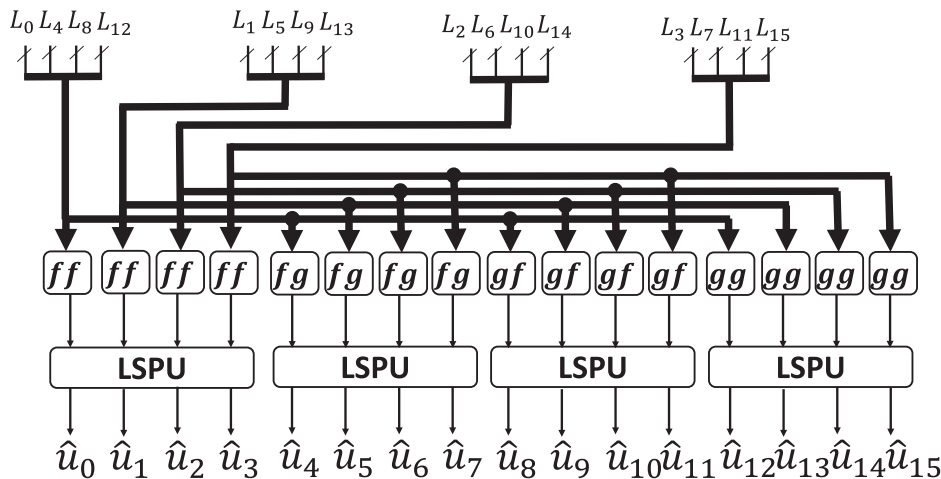 L₀ L₄ L₈ L₁₂ L₁ L₅ L₉ L₁₃ L₂ L₆ L₁₀ L₁₄ L₃ L₇ L₁₁ L₁₅
ff ff ff ff fg fg fg fg gf gf gf gf gg gg gg gg
LSPU LSPU LSPU LSPU
û₀ û₁ û₂ û₃ û₄ û₅ û₆ û₇ û₈ û₉ û₁₀ û₁₁ û₁₂ û₁₃ û₁₄ û₁₅